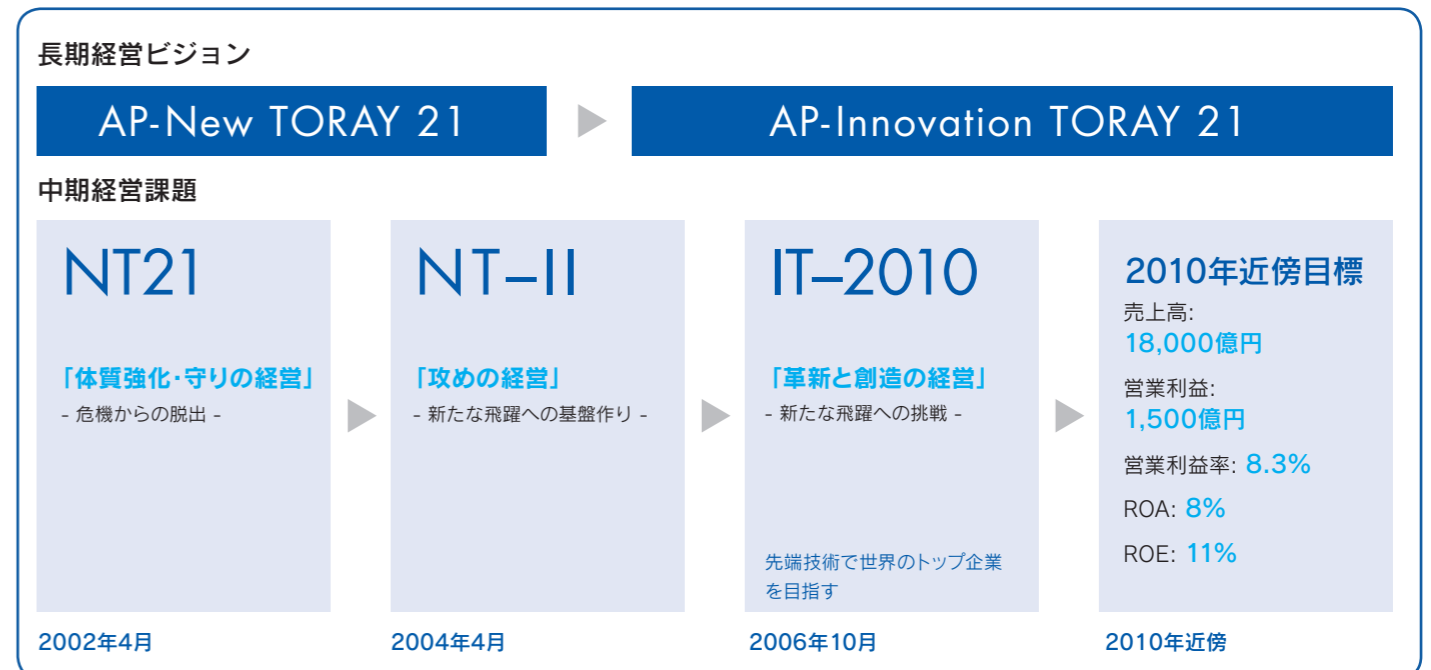 長期経営ビジョン
AP-New TORAY 21
AP-Innovation TORAY 21
中期経営課題
NT21
「体質強化・守りの経営」
- 危機からの脱出 -
2002年4月
NT–II
「攻めの経営」
- 新たな飛躍への基盤作り -
2004年4月
IT–2010
「革新と創造の経営」
- 新たな飛躍への挑戦 -
先端技術で世界のトップ企業
を目指す
2006年10月
2010年近傍目標
売上高:
18,000億円
営業利益:
1,500億円
営業利益率: 8.3%
ROA: 8%
ROE: 11%
2010年近傍